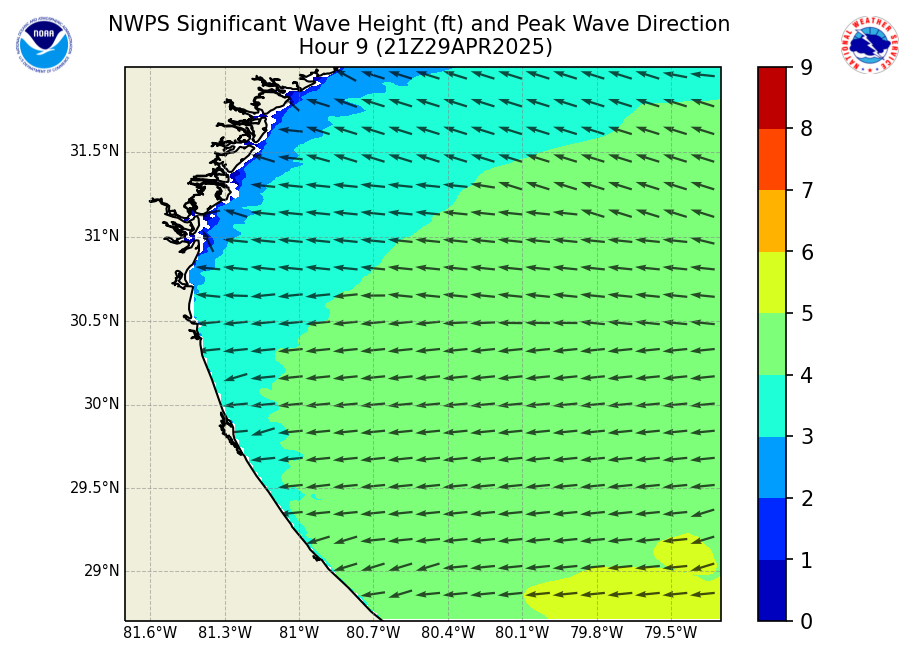 NWPS Significant Wave Height (ft) and Peak Wave Direction
Hour 9 (21Z29APR2025)
NOAA
NATIONAL WEATHER SERVICE
31.5°N
31°N
30.5°N
30°N
29.5°N
29°N
81.6°W 81.3°W 81°W 80.7°W 80.4°W 80.1°W 79.8°W 79.5°W
9
8
7
6
5
4
3
2
1
0